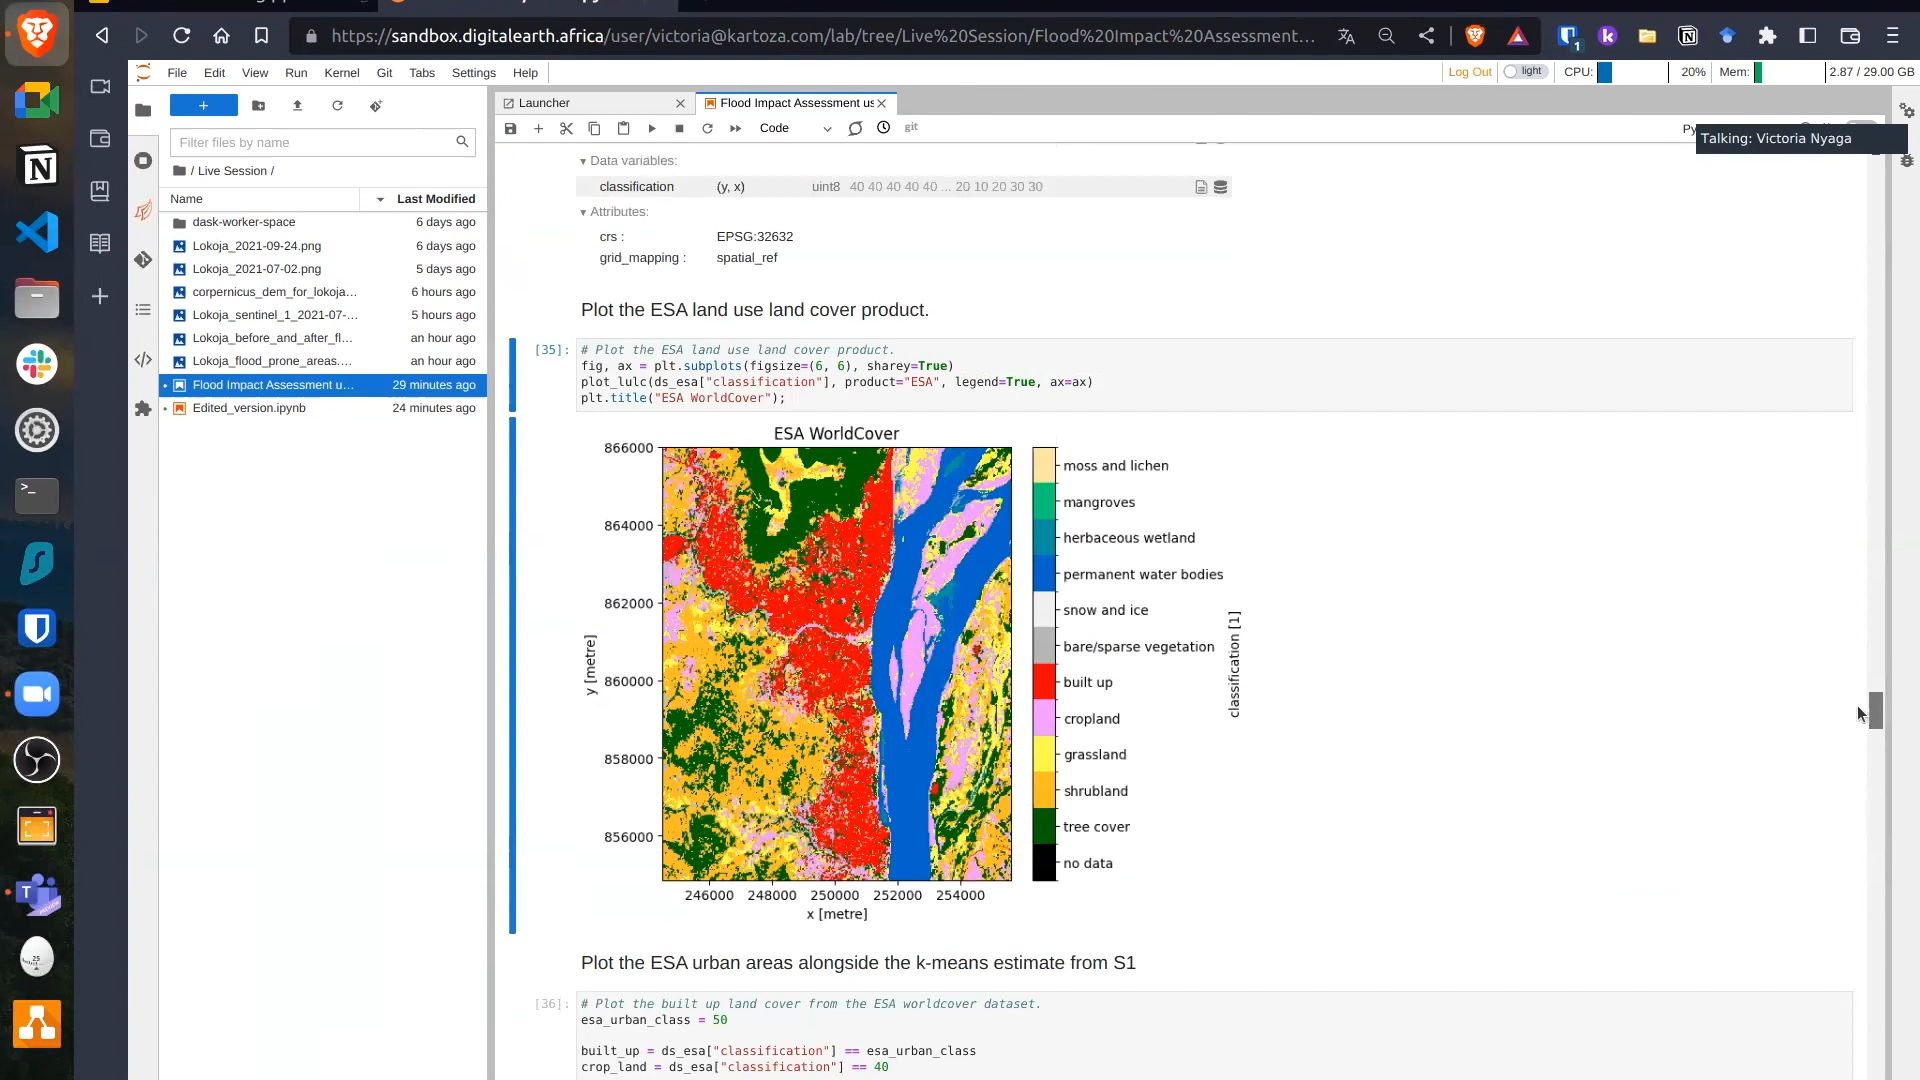 https://sandbox.digitalearth.africa/user/victoria@kartoza.com/lab/tree/Live%20Session/Flood%20Impact%20Assessment...
1
File Edit View Run Kernel Git Tabs Settings Help
Log Out light CPU: 20% Mem: 2.87 / 29.00 GB
Launcher
Flood Impact Assessment us
Code
git
Py
Talking: Victoria Nyaga
Filter files by name
/ Live Session /
Name Last Modified
dask-worker-space 6 days ago
Lokoja_2021-09-24.png 6 days ago
Lokoja_2021-07-02.png 5 days ago
corpernicus_dem_for_lokoja... 6 hours ago
Lokoja_sentinel_1_2021-07-... 5 hours ago
Lokoja_before_and_after_fl... an hour ago
Lokoja_flood_prone_areas.... an hour ago
Flood Impact Assessment u... 29 minutes ago
Edited_version.ipynb 24 minutes ago
Data variables:
classification (y, x) uint8 40 40 40 40 40 ... 20 10 20 30 30
Attributes:
crs : EPSG:32632
grid_mapping : spatial_ref
Plot the ESA land use land cover product.
[35]: # Plot the ESA land use land cover product.
fig, ax = plt.subplots(figsize=(6, 6), sharey=True)
plot_lulc(ds_esa["classification"], product="ESA", legend=True, ax=ax)
plt.title("ESA WorldCover");
ESA WorldCover
866000
864000
862000
860000
858000
856000
y [metre]
246000 248000 250000 252000 254000
x [metre]
moss and lichen
mangroves
herbaceous wetland
permanent water bodies
snow and ice
bare/sparse vegetation
built up
cropland
grassland
shrubland
tree cover
no data
classification [1]
Plot the ESA urban areas alongside the k-means estimate from S1
[36]: # Plot the built up land cover from the ESA worldcover dataset.
esa_urban_class = 50
built_up = ds_esa["classification"] == esa_urban_class
crop_land = ds_esa["classification"] == 40
N
>_
T
25